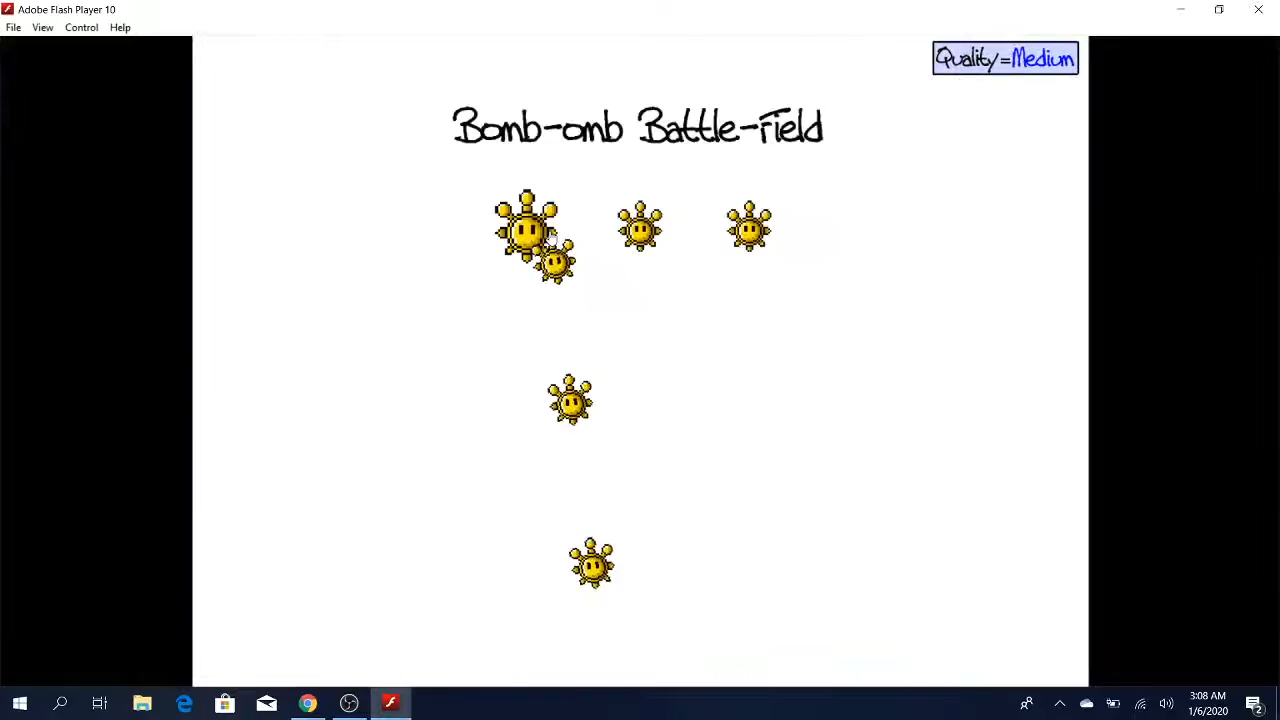 Adobe Flash Player 10
File View Control Help
Quality=Medium
Bomb-omb Battle-field
3:08 AM
1/6/2020
2